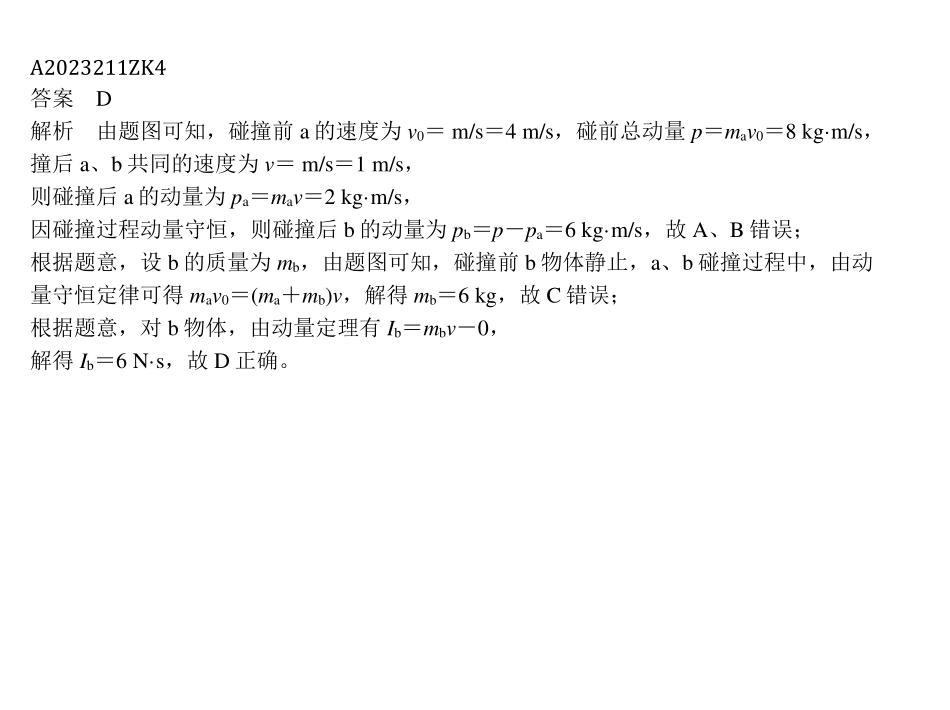 A2023211ZK4
答案 D
解析 由题图可知，碰撞前 a 的速度为 v₀＝ m/s＝4 m/s，碰前总动量 p＝mₐv₀＝8 kg·m/s，
撞后 a、b 共同的速度为 v＝ m/s＝1 m/s，
则碰撞后 a 的动量为 pₐ＝mₐv＝2 kg·m/s，
因碰撞过程动量守恒，则碰撞后 b 的动量为 p_b＝p－pₐ＝6 kg·m/s，故 A、B 错误；
根据题意，设 b 的质量为 m_b，由题图可知，碰撞前 b 物体静止，a、b 碰撞过程中，由动
量守恒定律可得 mₐv₀＝(mₐ＋m_b)v，解得 m_b＝6 kg，故 C 错误；
根据题意，对 b 物体，由动量定理有 I_b＝m_bv－0，
解得 I_b＝6 N·s，故 D 正确。